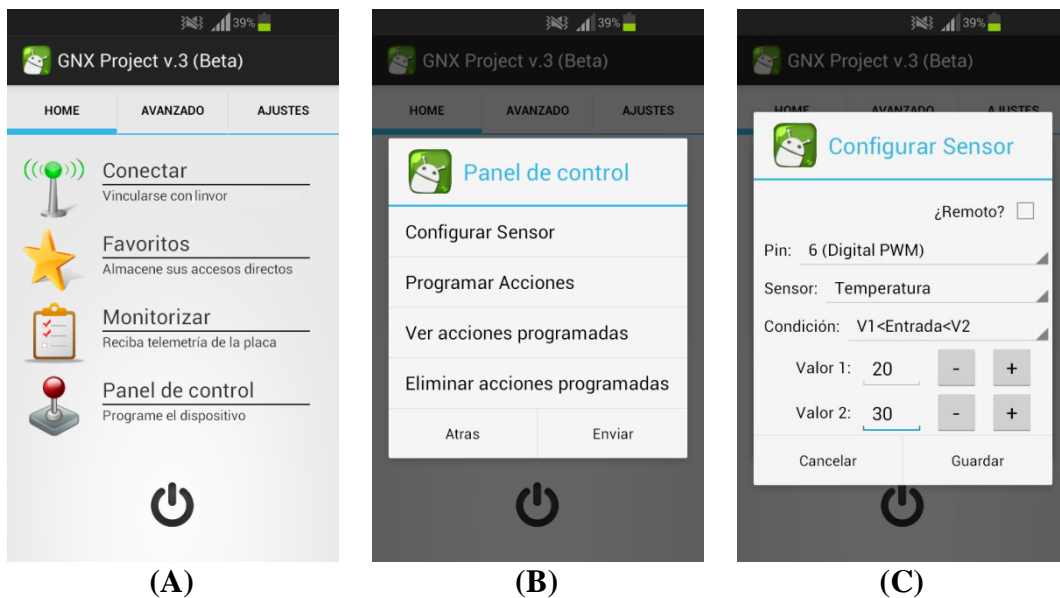 39%
GNX Project v.3 (Beta)
HOME AVANZADO AJUSTES
Conectar
Vincularse con linvor
Favoritos
Almacene sus accesos directos
Monitorizar
Reciba telemetría de la placa
Panel de control
Programe el dispositivo
(A)
39%
GNX Project v.3 (Beta)
HOME AVANZADO AJUSTES
Panel de control
Configurar Sensor
Programar Acciones
Ver acciones programadas
Eliminar acciones programadas
Atras Enviar
(B)
39%
GNX Project v.3 (Beta)
HOME AVANZADO AJUSTES
Configurar Sensor
¿Remoto?
Pin: 6 (Digital PWM)
Sensor: Temperatura
Condición: V1<Entrada<V2
Valor 1: 20 - +
Valor 2: 30 - +
Cancelar Guardar
(C)